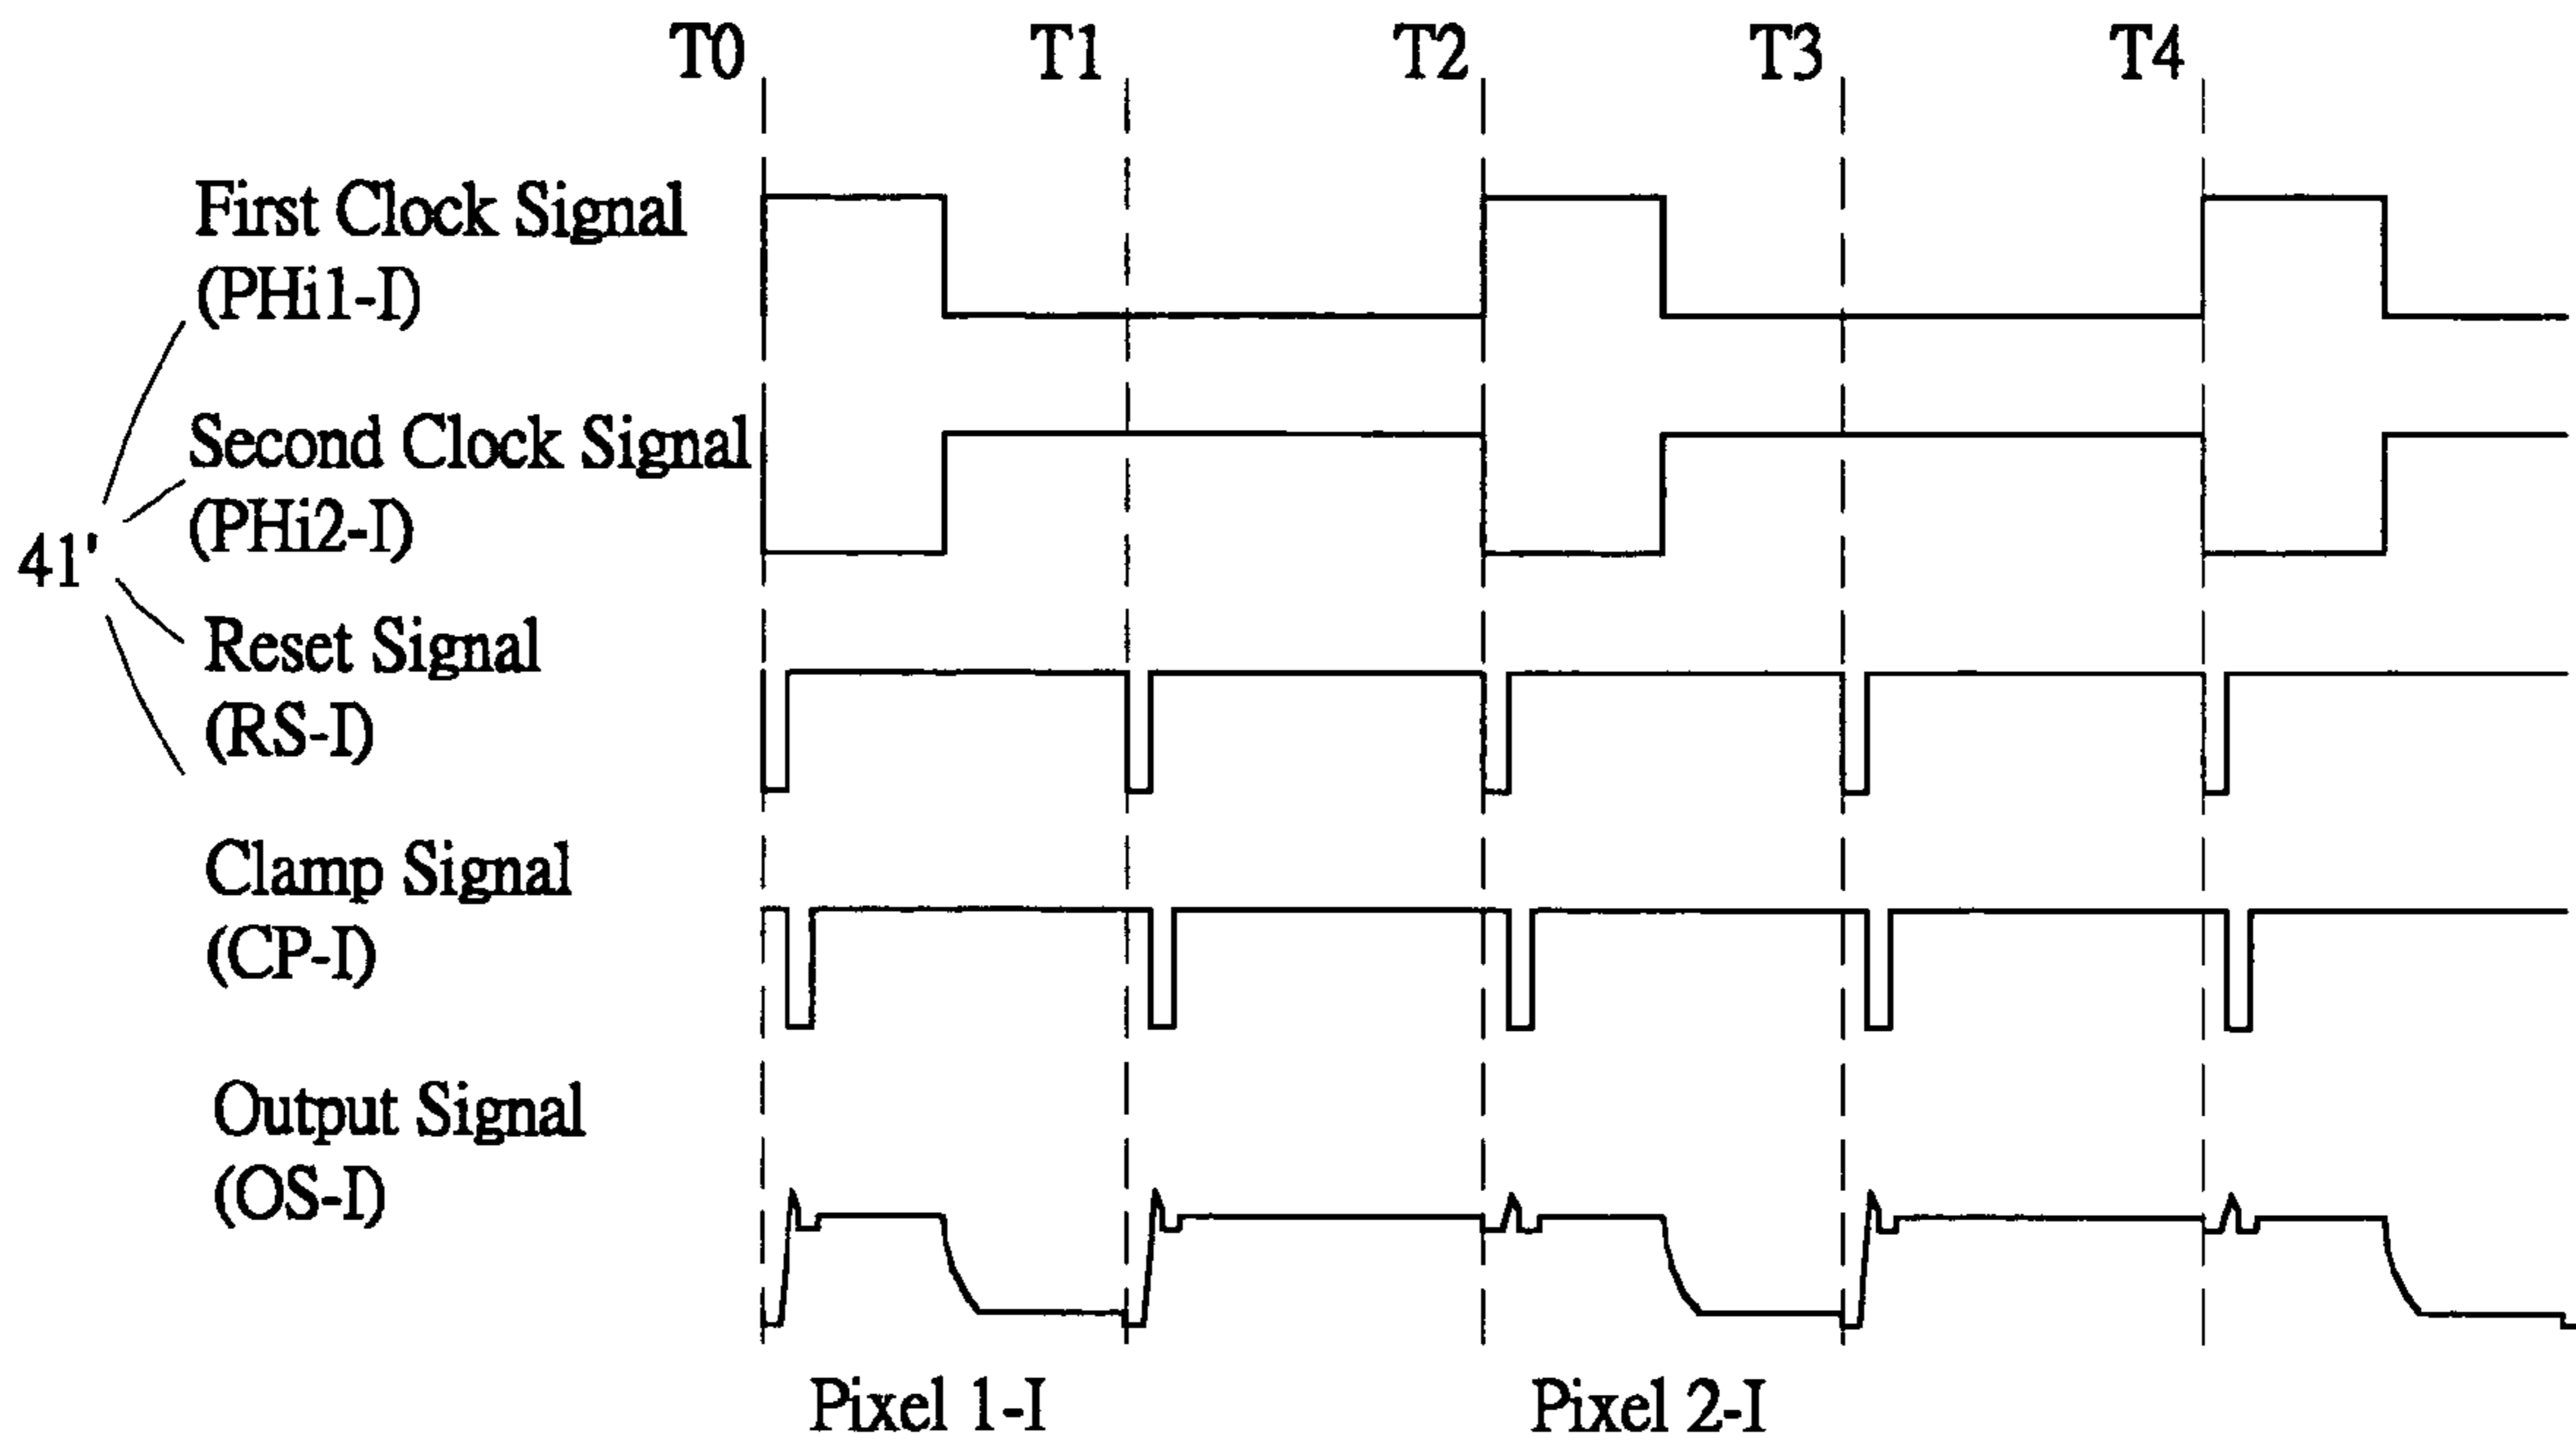 T0 T1 T2 T3 T4
First Clock Signal
(PHi1-I)
Second Clock Signal
(PHi2-I)
41'
Reset Signal
(RS-I)
Clamp Signal
(CP-I)
Output Signal
(OS-I)
Pixel 1-I Pixel 2-I